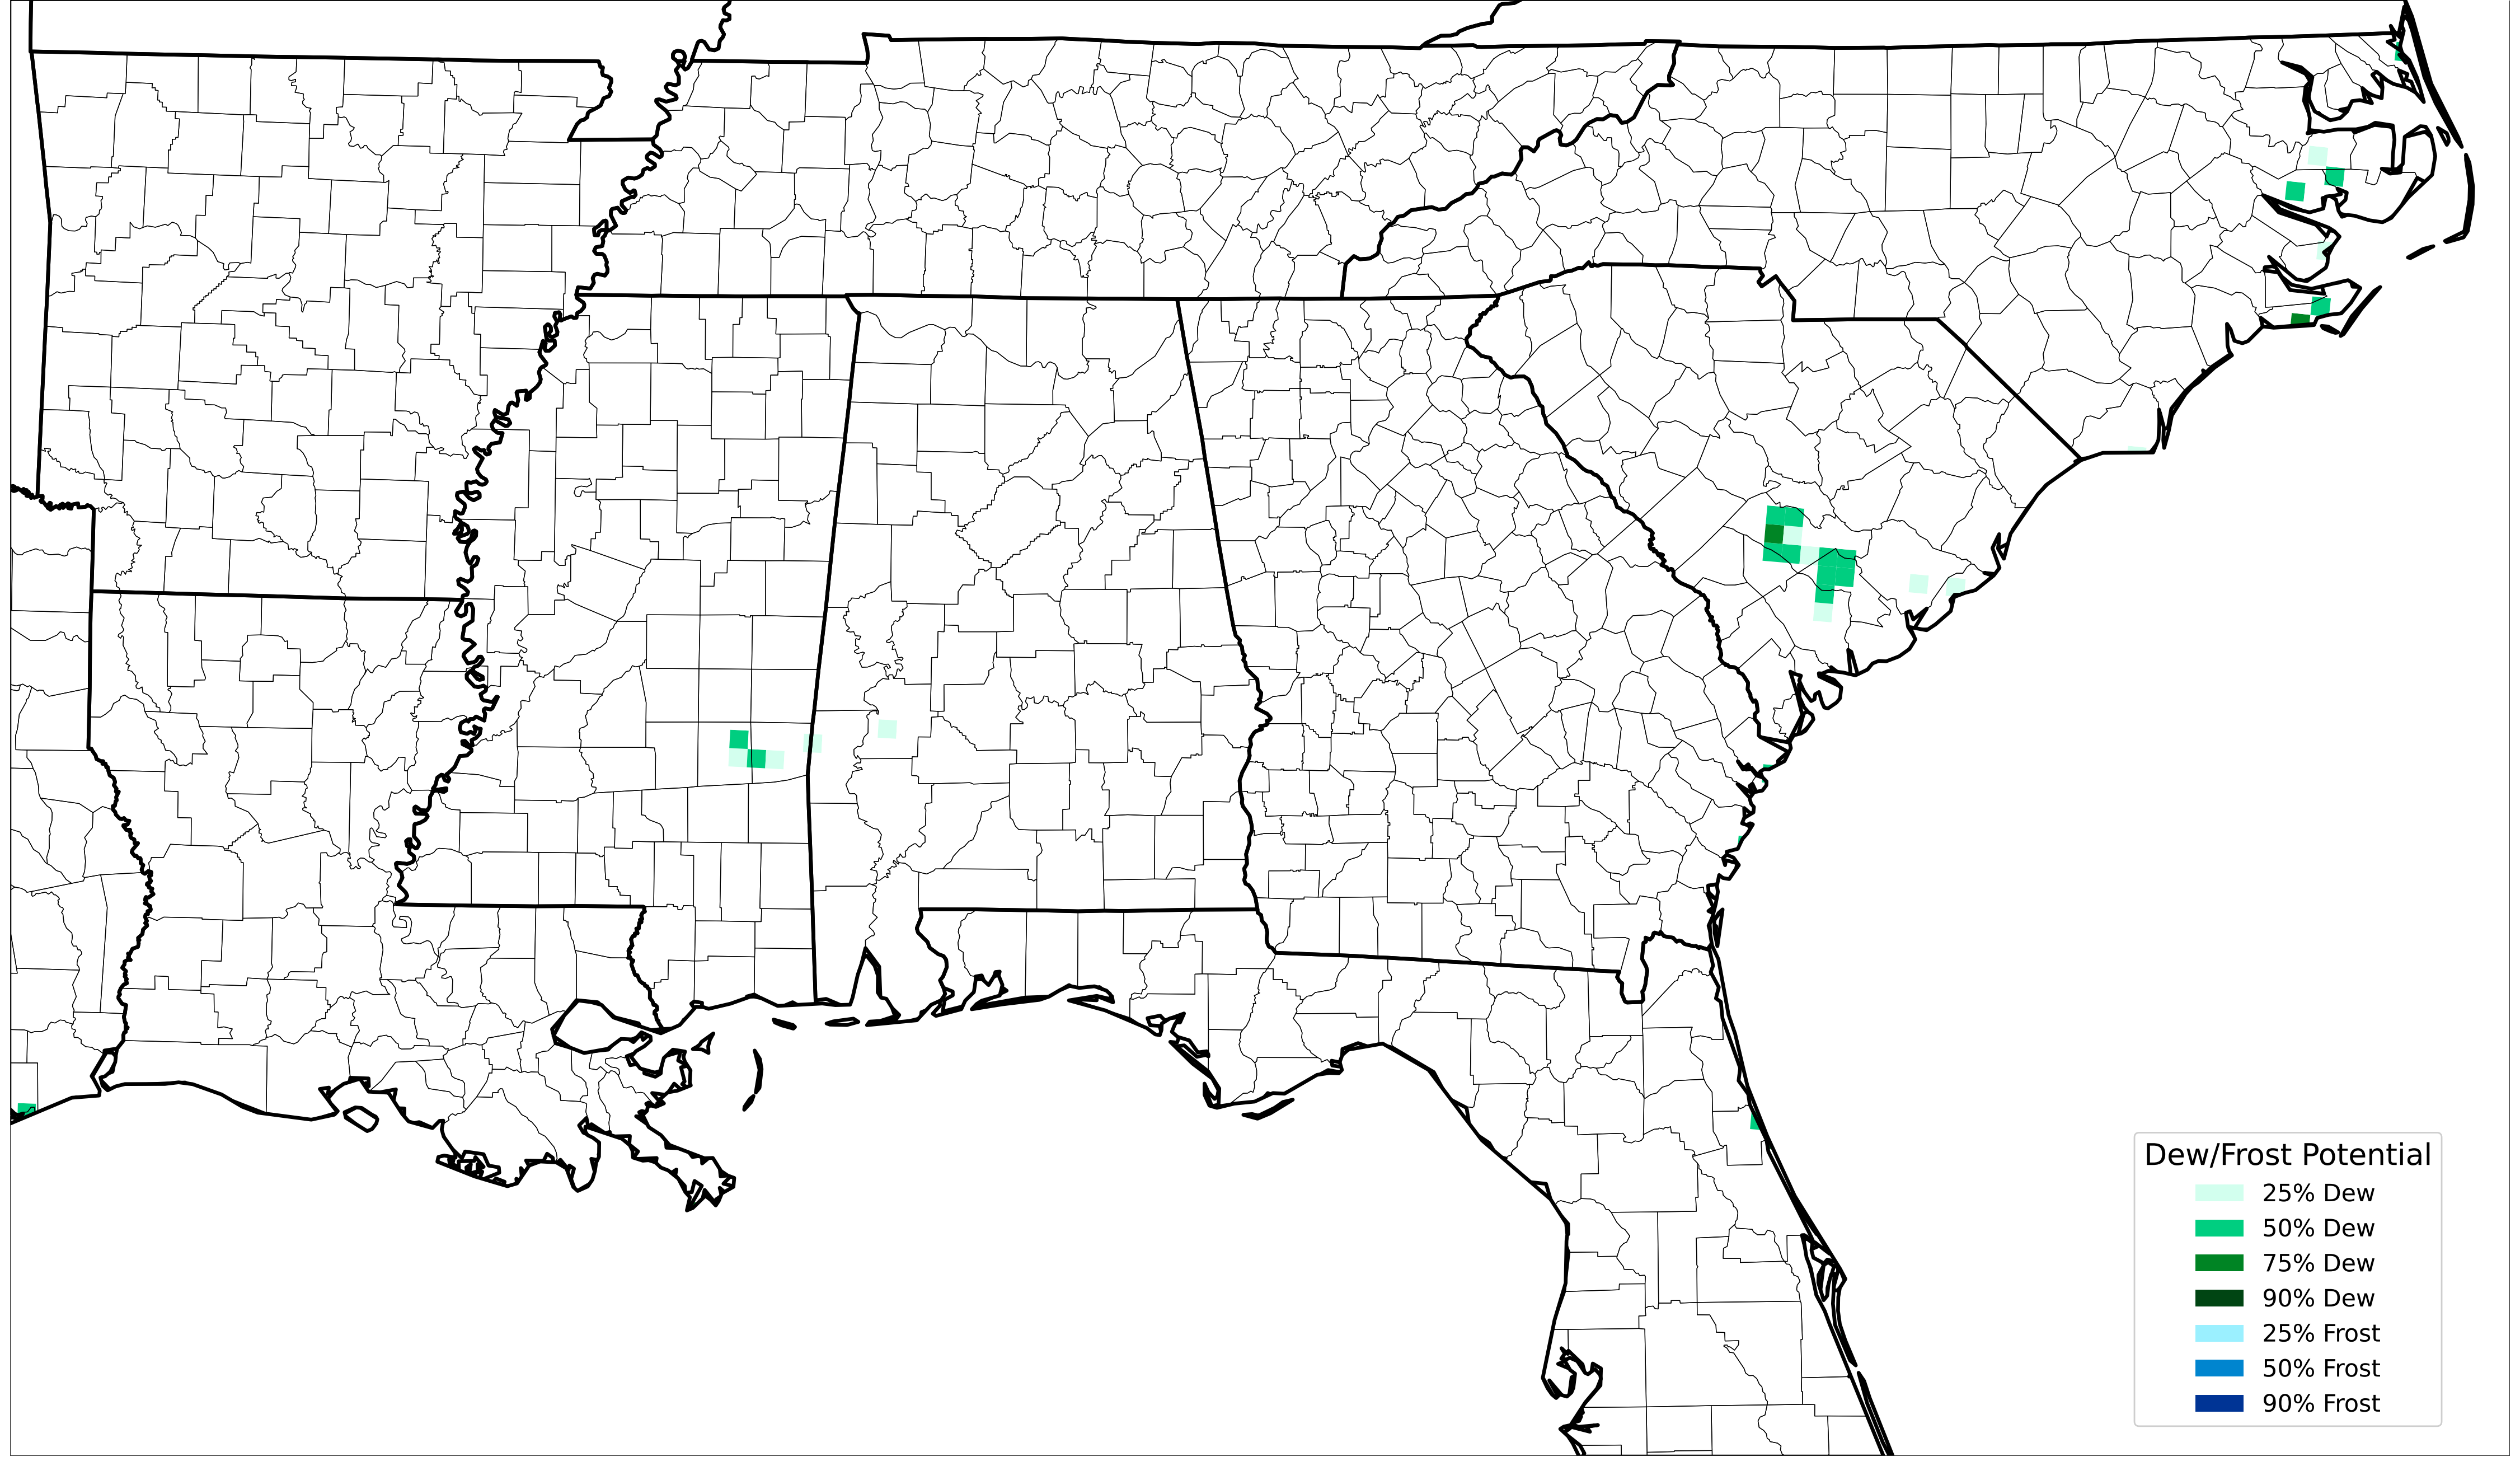 Dew/Frost Potential
25% Dew
50% Dew
75% Dew
90% Dew
25% Frost
50% Frost
90% Frost